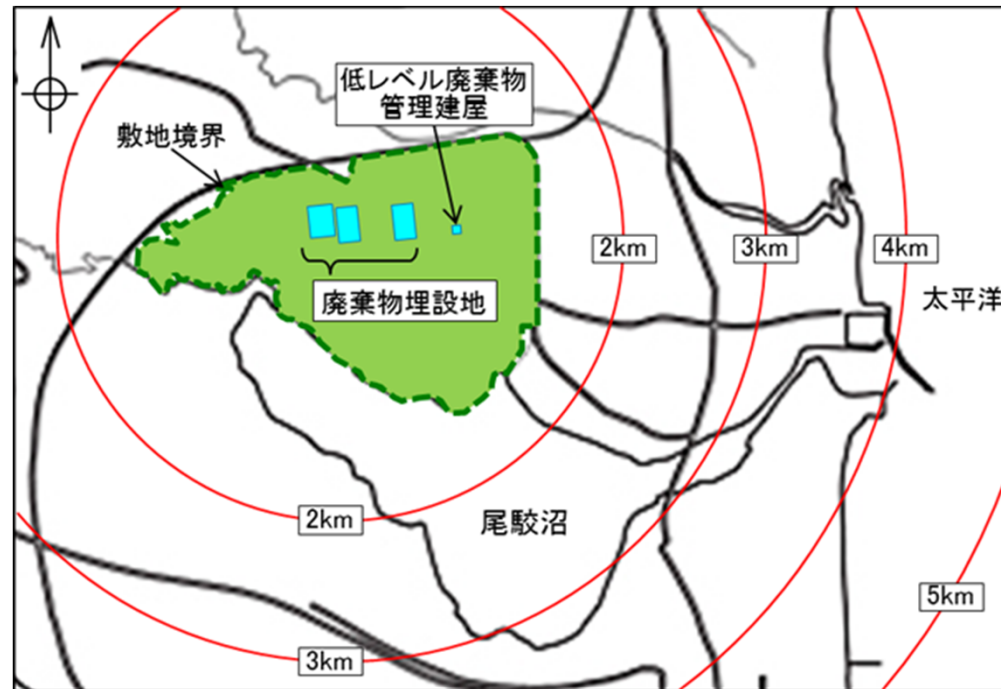 低レベル廃棄物
管理建屋
敷地境界
2km
3km
4km
太平洋
廃棄物埋設地
2km
尾駮沼
5km
3km